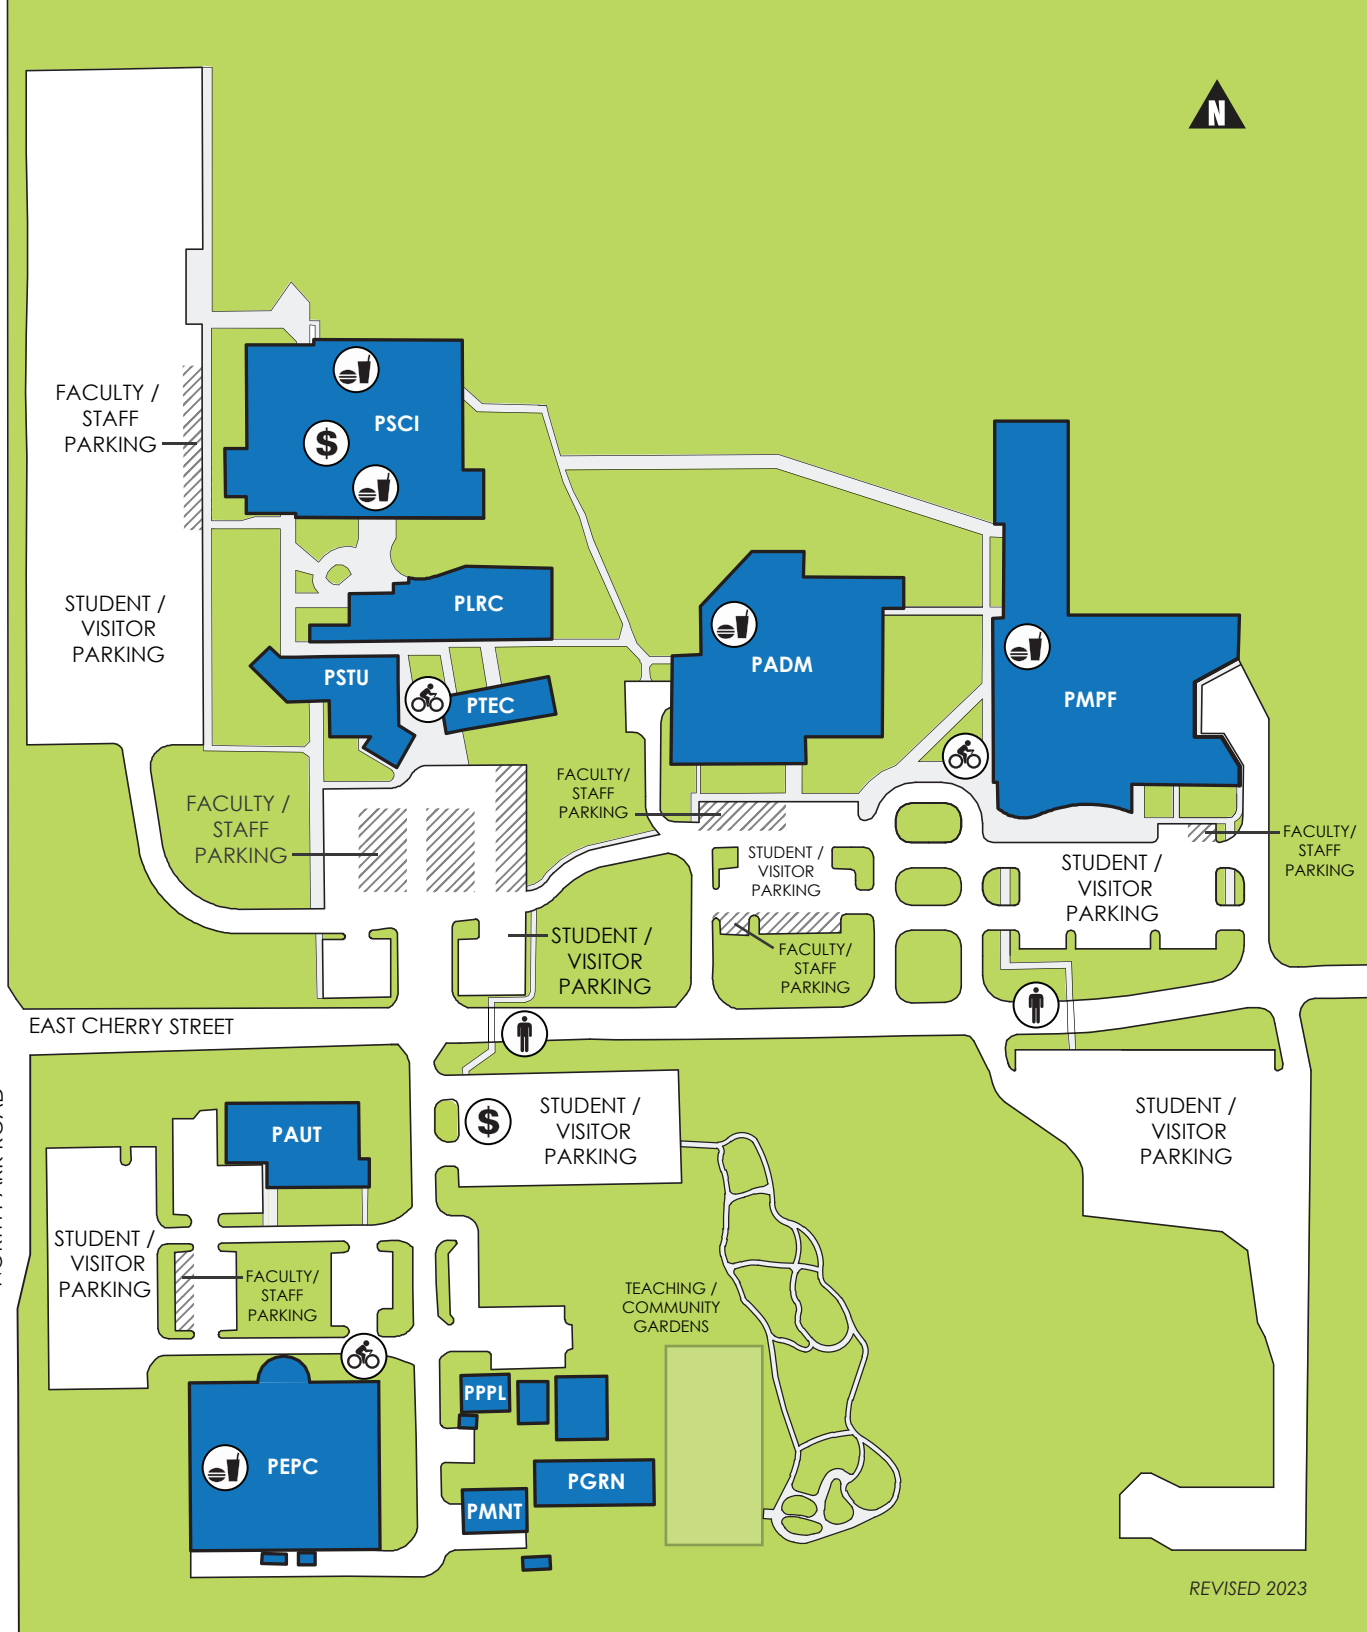 N
FACULTY /
STAFF
PARKING
PSCI
$
STUDENT /
VISITOR
PARKING
PLRC
PSTU
PTEC
PADM
PMPF
FACULTY /
STAFF
PARKING
FACULTY/
STAFF
PARKING
STUDENT /
VISITOR
PARKING
STUDENT /
VISITOR
PARKING
FACULTY/
STAFF
PARKING
STUDENT /
VISITOR
PARKING
FACULTY/
STAFF
PARKING
EAST CHERRY STREET
PAUT
$
STUDENT /
VISITOR
PARKING
STUDENT /
VISITOR
PARKING
STUDENT /
VISITOR
PARKING
FACULTY/
STAFF
PARKING
TEACHING /
COMMUNITY
GARDENS
PPPL
PEPC
PGRN
PMNT
REVISED 2023